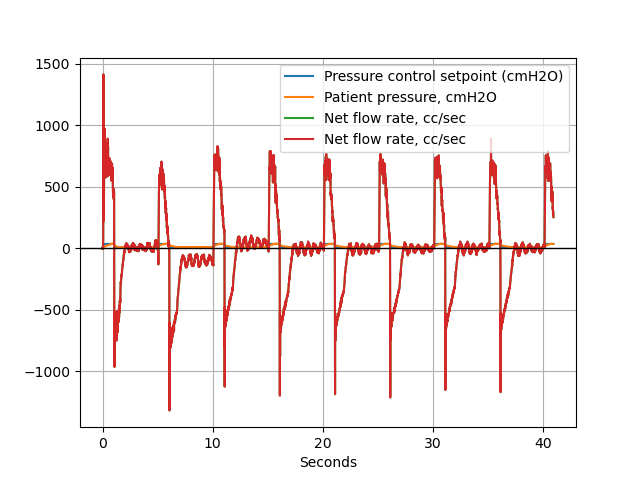 1500
1000
500
0
−500
−1000
Pressure control setpoint (cmH2O)
Patient pressure, cmH2O
Net flow rate, cc/sec
Net flow rate, cc/sec
0 10 20 30 40
Seconds